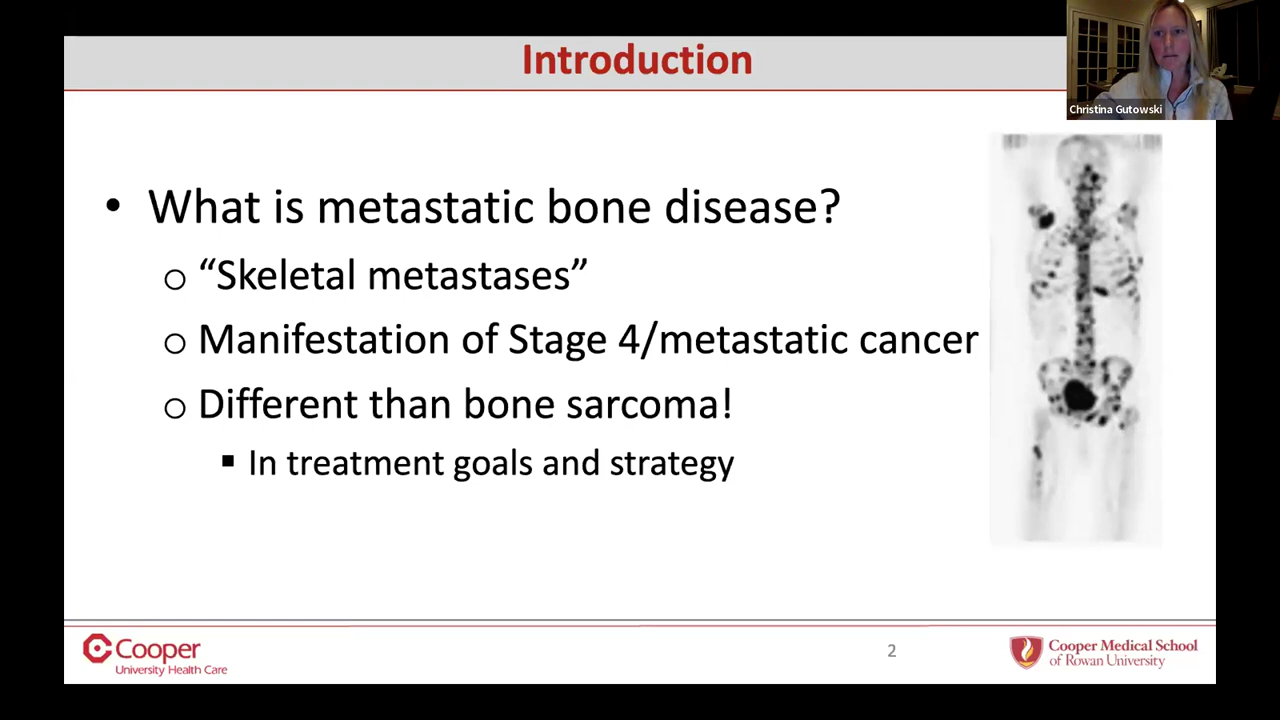 Introduction
Christina Gutowski
• What is metastatic bone disease?
o “Skeletal metastases”
o Manifestation of Stage 4/metastatic cancer
o Different than bone sarcoma!
▪ In treatment goals and strategy
Cooper
University Health Care
2
Cooper Medical School
of Rowan University